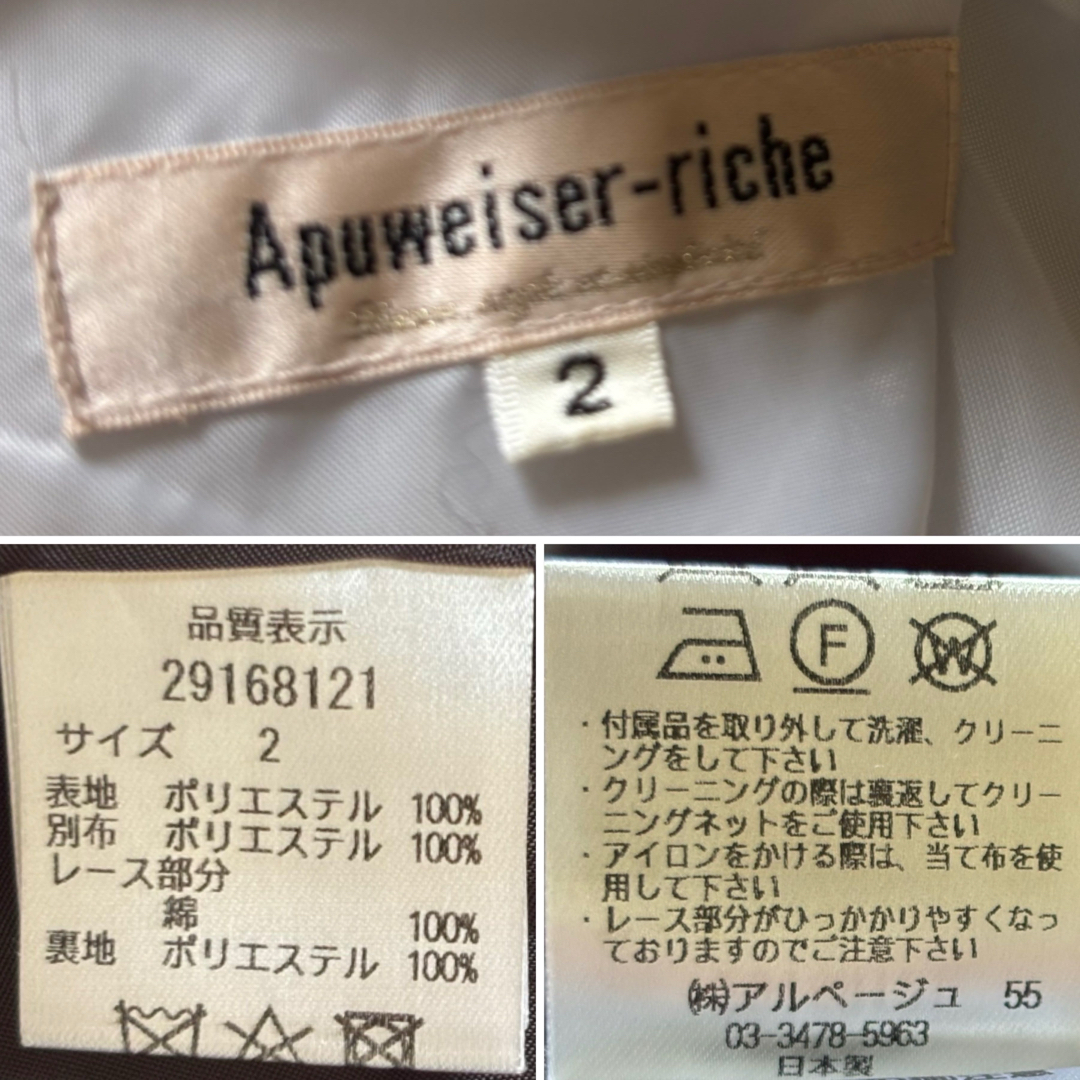 Apuweiser-riche
2
品質表示
29168121
サイズ 2
表地 ポリエステル 100%
別布 ポリエステル 100%
レース部分
綿 100%
裏地 ポリエステル 100%
F W
・付属品を取り外して洗濯、クリーニ
ングをして下さい
・クリーニングの際は裏返してクリー
ニングネットをご使用下さい
・アイロンをかける際は、当て布を使
用して下さい
・レース部分がひっかかりやすくなっ
ておりますのでご注意下さい
㈱アルページュ 55
03-3478-5963
日本製